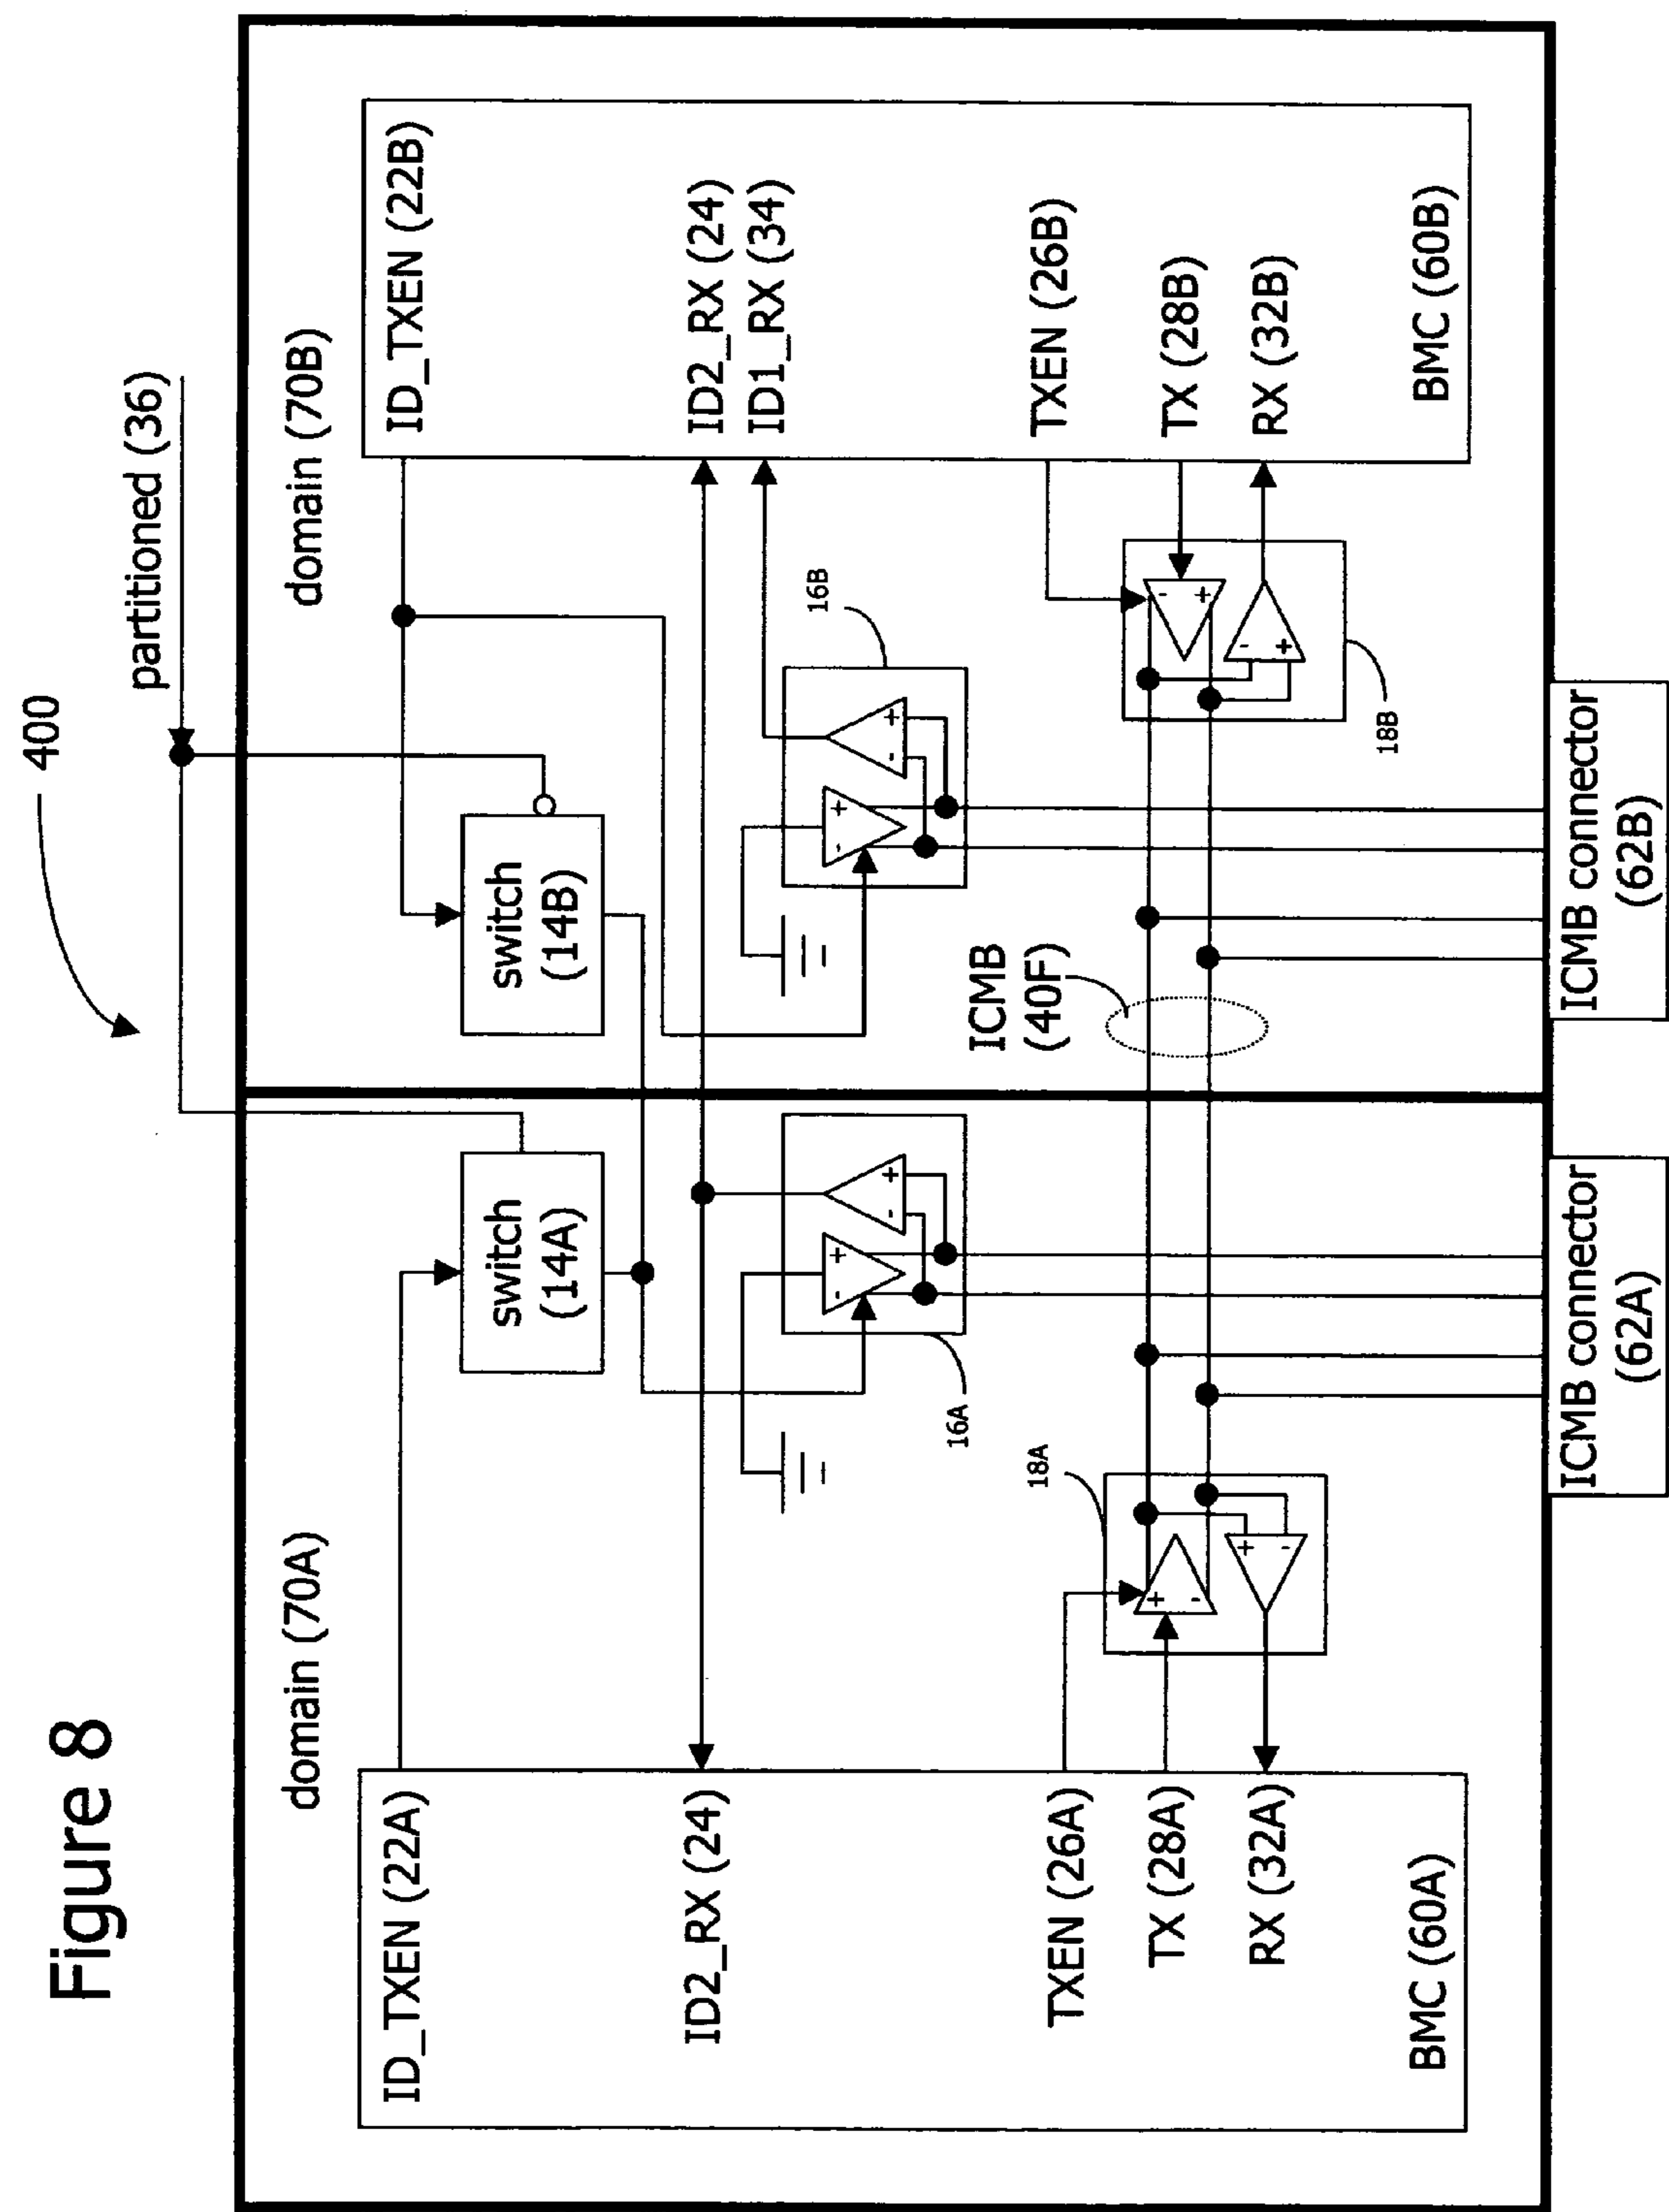 Figure 8
400
partitioned (36)
domain (70A)
domain (70B)
ID_TXEN (22A)
ID2_RX (24)
TXEN (26A)
TX (28A)
RX (32A)
BMC (60A)
switch
(14A)
switch
(14B)
ID_TXEN (22B)
ID2_RX (24)
ID1_RX (34)
TXEN (26B)
TX (28B)
RX (32B)
BMC (60B)
- +
- +
16A
- +
- +
16B
18A
+
-
+
-
ICMB
(40F)
-
+
-
+
18B
ICMB connector
(62A)
ICMB connector
(62B)